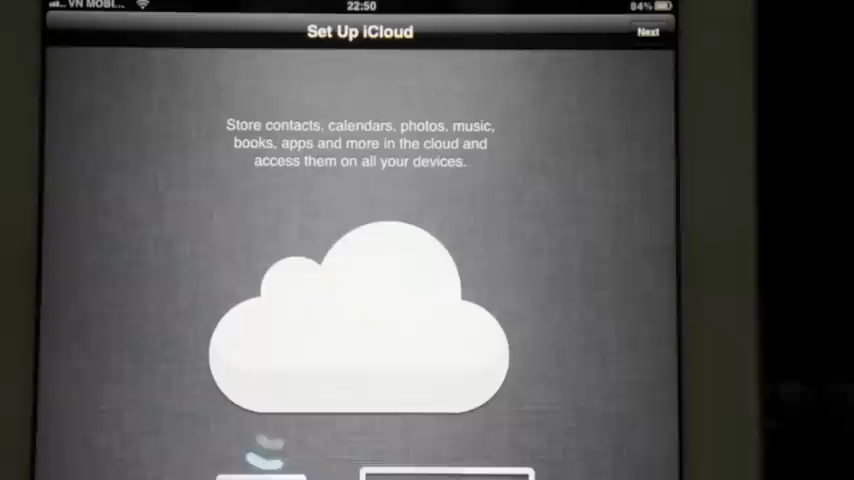 VN MOBI... 22:50 84%
Set Up iCloud Next
Store contacts, calendars, photos, music,
books, apps and more in the cloud and
access them on all your devices.